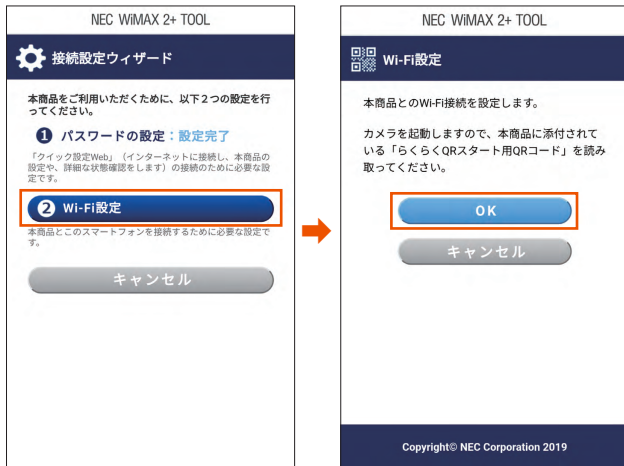 NEC WiMAX 2+ TOOL
接続設定ウィザード
本商品をご利用いただくために、以下２つの設定を行
ってください。
1 パスワードの設定：設定完了
「クイック設定Web」（インターネットに接続し、本商品の
設定や、詳細な状態確認をします）の接続のために必要な設
定です。
2 Wi-Fi設定
本商品とこのスマートフォンを接続するために必要な設定で
す。
キャンセル
NEC WiMAX 2+ TOOL
Wi-Fi設定
本商品とのWi-Fi接続を設定します。
カメラを起動しますので、本商品に添付されて
いる「らくらくQRスタート用QRコード」を読み
取ってください。
OK
キャンセル
Copyright© NEC Corporation 2019